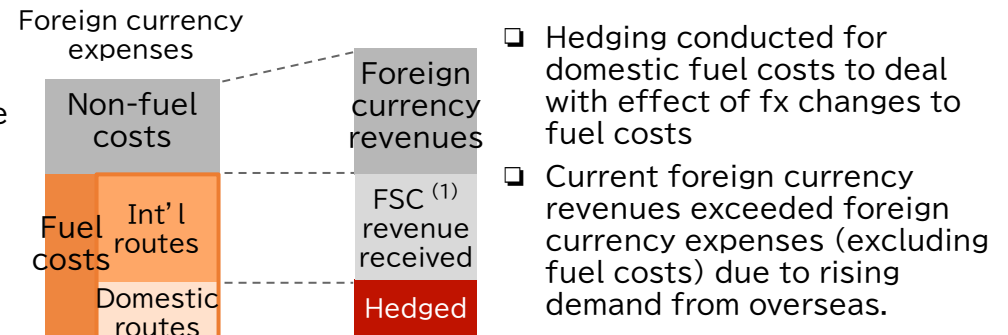 Foreign currency
expenses
e
Non-fuel
costs
Fuel
costs
Int'l
routes
Domestic
routes
Foreign
currency
revenues
FSC (1)
revenue
received
Hedged
❏ Hedging conducted for
domestic fuel costs to deal
with effect of fx changes to
fuel costs
❏ Current foreign currency
revenues exceeded foreign
currency expenses (excluding
fuel costs) due to rising
demand from overseas.